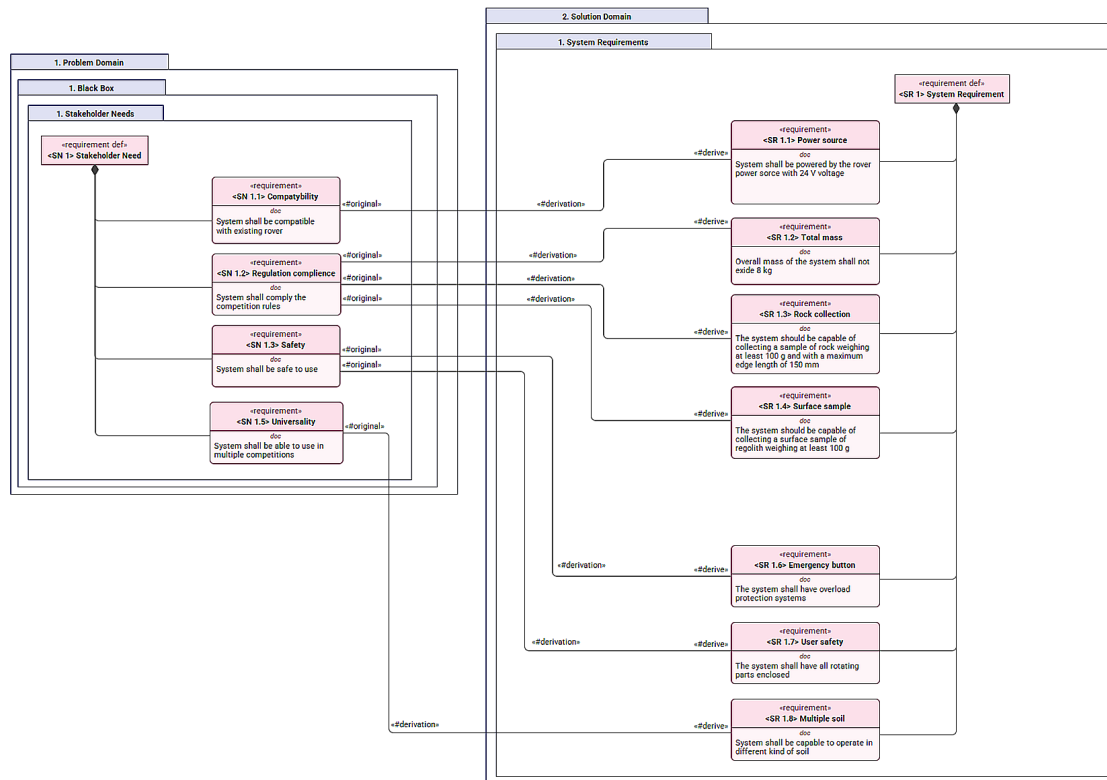 2. Solution Domain
1. System Requirements
1. Problem Domain
1. Black Box
1. Stakeholder Needs
«requirement def»
<SN 1> Stakeholder Need
«requirement»
<SN 1.1> Compatybility
doc
System shall be compatible
with existing rover
«requirement»
<SN 1.2> Regulation complience
doc
System shall comply the
competition rules
«requirement»
<SN 1.3> Safety
doc
System shall be safe to use
«requirement»
<SN 1.5> Universality
doc
System shall be able to use in
multiple competitions
«#original»
«#original»
«#original»
«#original»
«#original»
«#original»
«#original»
«#derivation»
«#derivation»
«#derivation»
«#derivation»
«#derivation»
«#derivation»
«#derivation»
«#derive»
«#derive»
«#derive»
«#derive»
«#derive»
«#derive»
«#derive»
«requirement def»
<SR 1> System Requirement
«requirement»
<SR 1.1> Power source
doc
System shall be powered by the rover
power sorce with 24 V voltage
«requirement»
<SR 1.2> Total mass
doc
Overall mass of the system shall not
exide 8 kg
«requirement»
<SR 1.3> Rock collection
doc
The system should be capable of
collecting a sample of rock weighing
at least 100 g and with a maximum
edge length of 150 mm
«requirement»
<SR 1.4> Surface sample
doc
The system should be capable of
collecting a surface sample of
regolith weighing at least 100 g
«requirement»
<SR 1.6> Emergency button
doc
The system shall have overload
protection systems
«requirement»
<SR 1.7> User safety
doc
The system shall have all rotating
parts enclosed
«requirement»
<SR 1.8> Multiple soil
doc
System shall be capable to operate in
different kind of soil